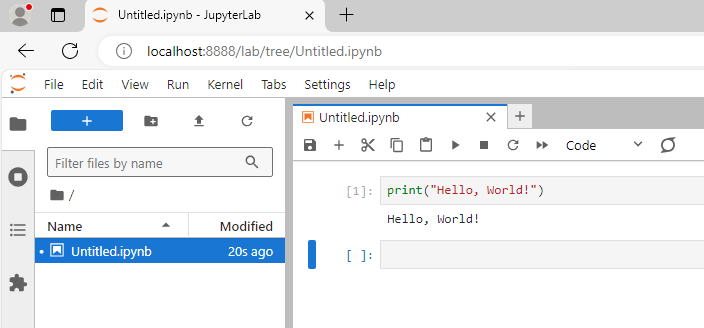 Untitled.ipynb - JupyterLab
localhost:8888/lab/tree/Untitled.ipynb
File Edit View Run Kernel Tabs Settings Help
Untitled.ipynb
Code
Filter files by name
/
Name Modified
Untitled.ipynb 20s ago
[1]: print("Hello, World!")
Hello, World!
[ ]: